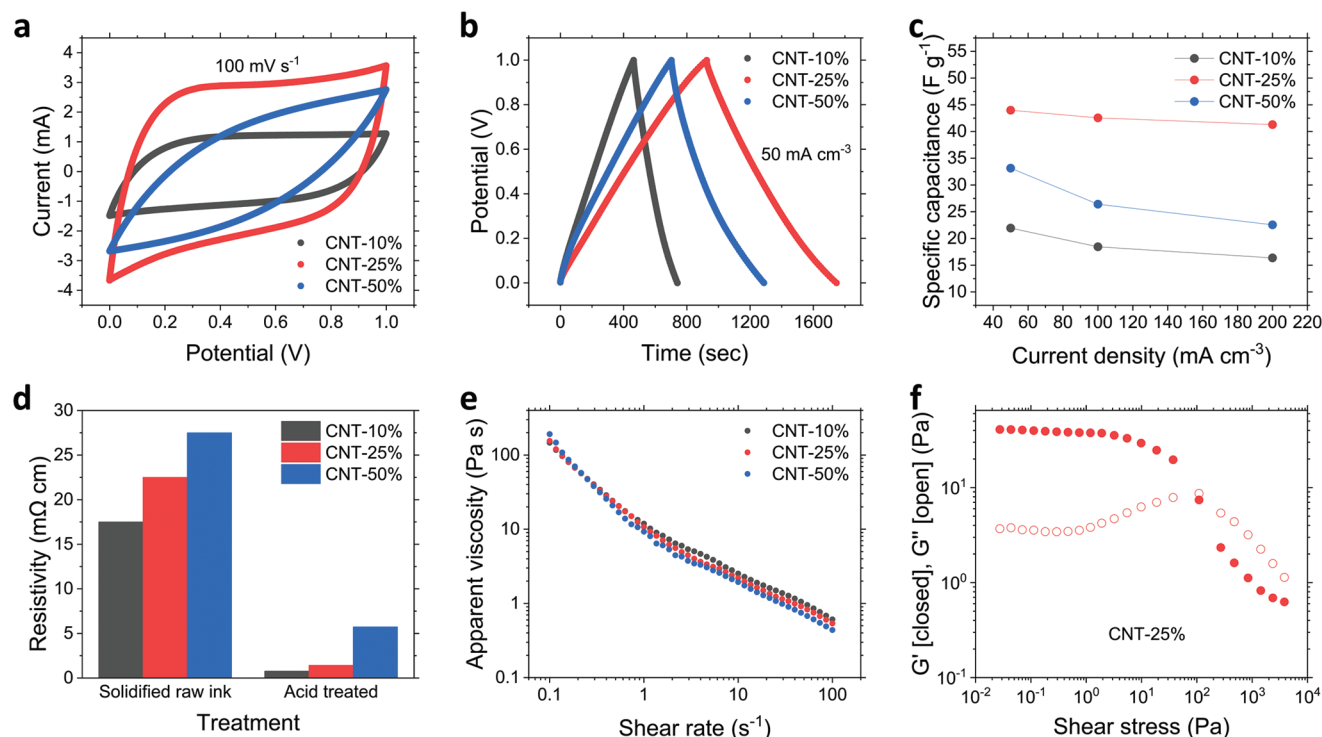 a
100 mV s⁻¹
Current (mA)
4
3
2
1
0
-1
-2
-3
-4
CNT-10%
CNT-25%
CNT-50%
0.0 0.2 0.4 0.6 0.8 1.0
Potential (V)
b
CNT-10%
CNT-25%
CNT-50%
50 mA cm⁻³
Potential (V)
1.0
0.8
0.6
0.4
0.2
0.0
0 400 800 1200 1600
Time (sec)
c
CNT-10%
CNT-25%
CNT-50%
Specific capacitance (F g⁻¹)
55
50
45
40
35
30
25
20
15
10
40 60 80 100 120 140 160 180 200 220
Current density (mA cm⁻³)
d
CNT-10%
CNT-25%
CNT-50%
Resistivity (mΩ cm)
30
25
20
15
10
5
0
Solidified raw ink Acid treated
Treatment
e
CNT-10%
CNT-25%
CNT-50%
Apparent viscosity (Pa s)
100
10
1
0.1
0.1 1 10 100
Shear rate (s⁻¹)
f
G' [closed], G'' [open] (Pa)
10¹
10⁰
10⁻¹
CNT-25%
10⁻² 10⁻¹ 10⁰ 10¹ 10² 10³ 10⁴
Shear stress (Pa)